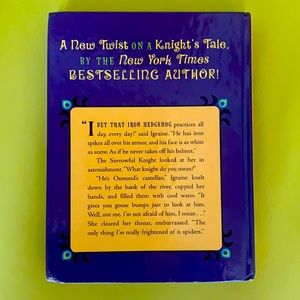 A New Twist on a Knight's Tale,
by the New York Times
BESTSELLING AUTHOR!
"I BET THAT IRON HEDGEHOG practices all
day, every day!" said Igraine. "He has iron
spikes all over his armor, and his face is as white
as snow. As if he never takes off his helmet."
The Sorrowful Knight looked at her in
astonishment. "What knight do you mean?"
"He's Osmund's castellan." Igraine knelt
down by the bank of the river, cupped her
hands, and filled them with cool water. "It
gives you goose bumps just to look at him.
Well, not me. I'm not afraid of him, I mean . . ."
She cleared her throat, embarrassed. "The
only thing I'm really frightened of is spiders."